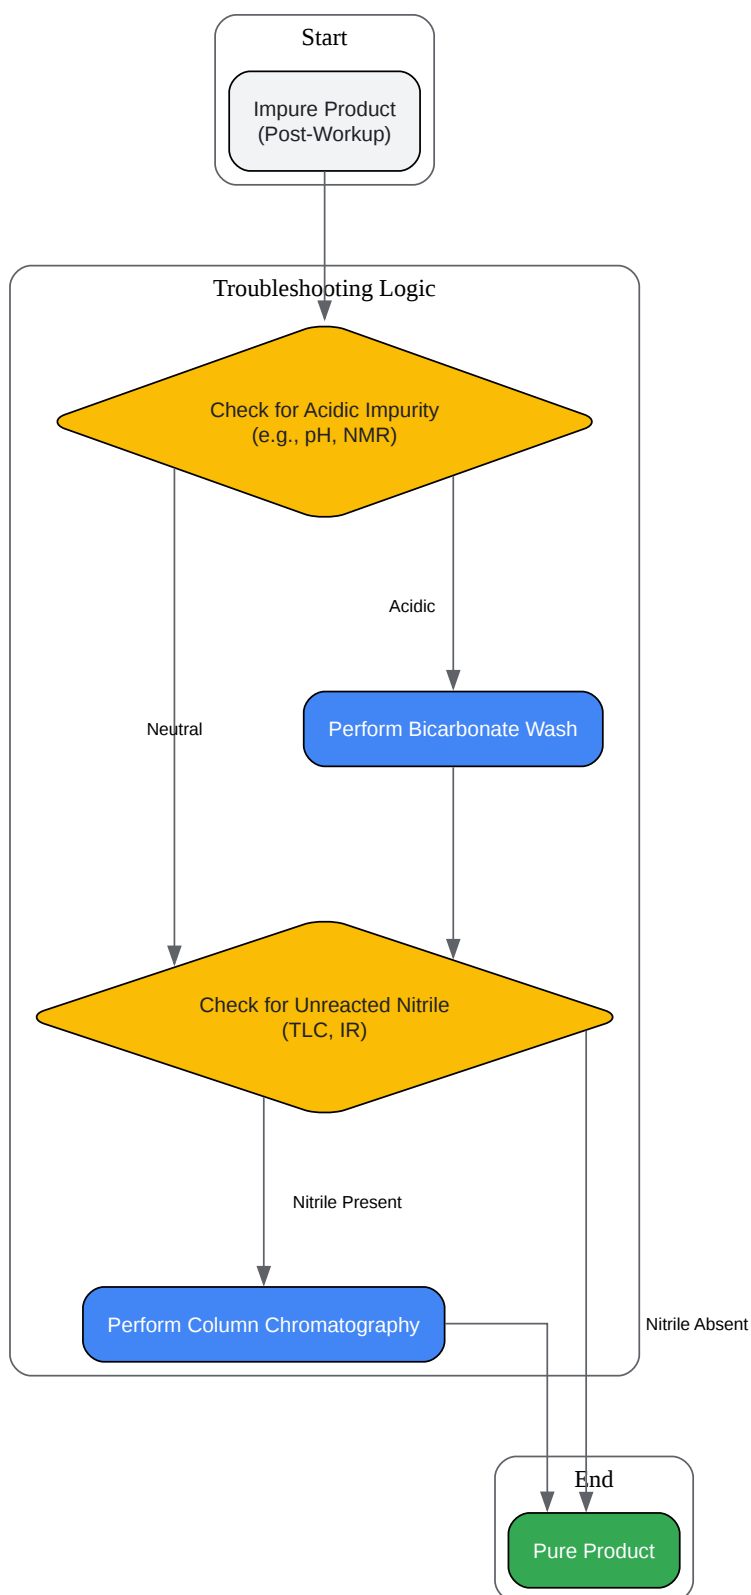 Start
Impure Product
(Post-Workup)
Troubleshooting Logic
Check for Acidic Impurity
(e.g., pH, NMR)
Acidic
Neutral
Perform Bicarbonate Wash
Check for Unreacted Nitrile
(TLC, IR)
Nitrile Present
Perform Column Chromatography
Nitrile Absent
End
Pure Product